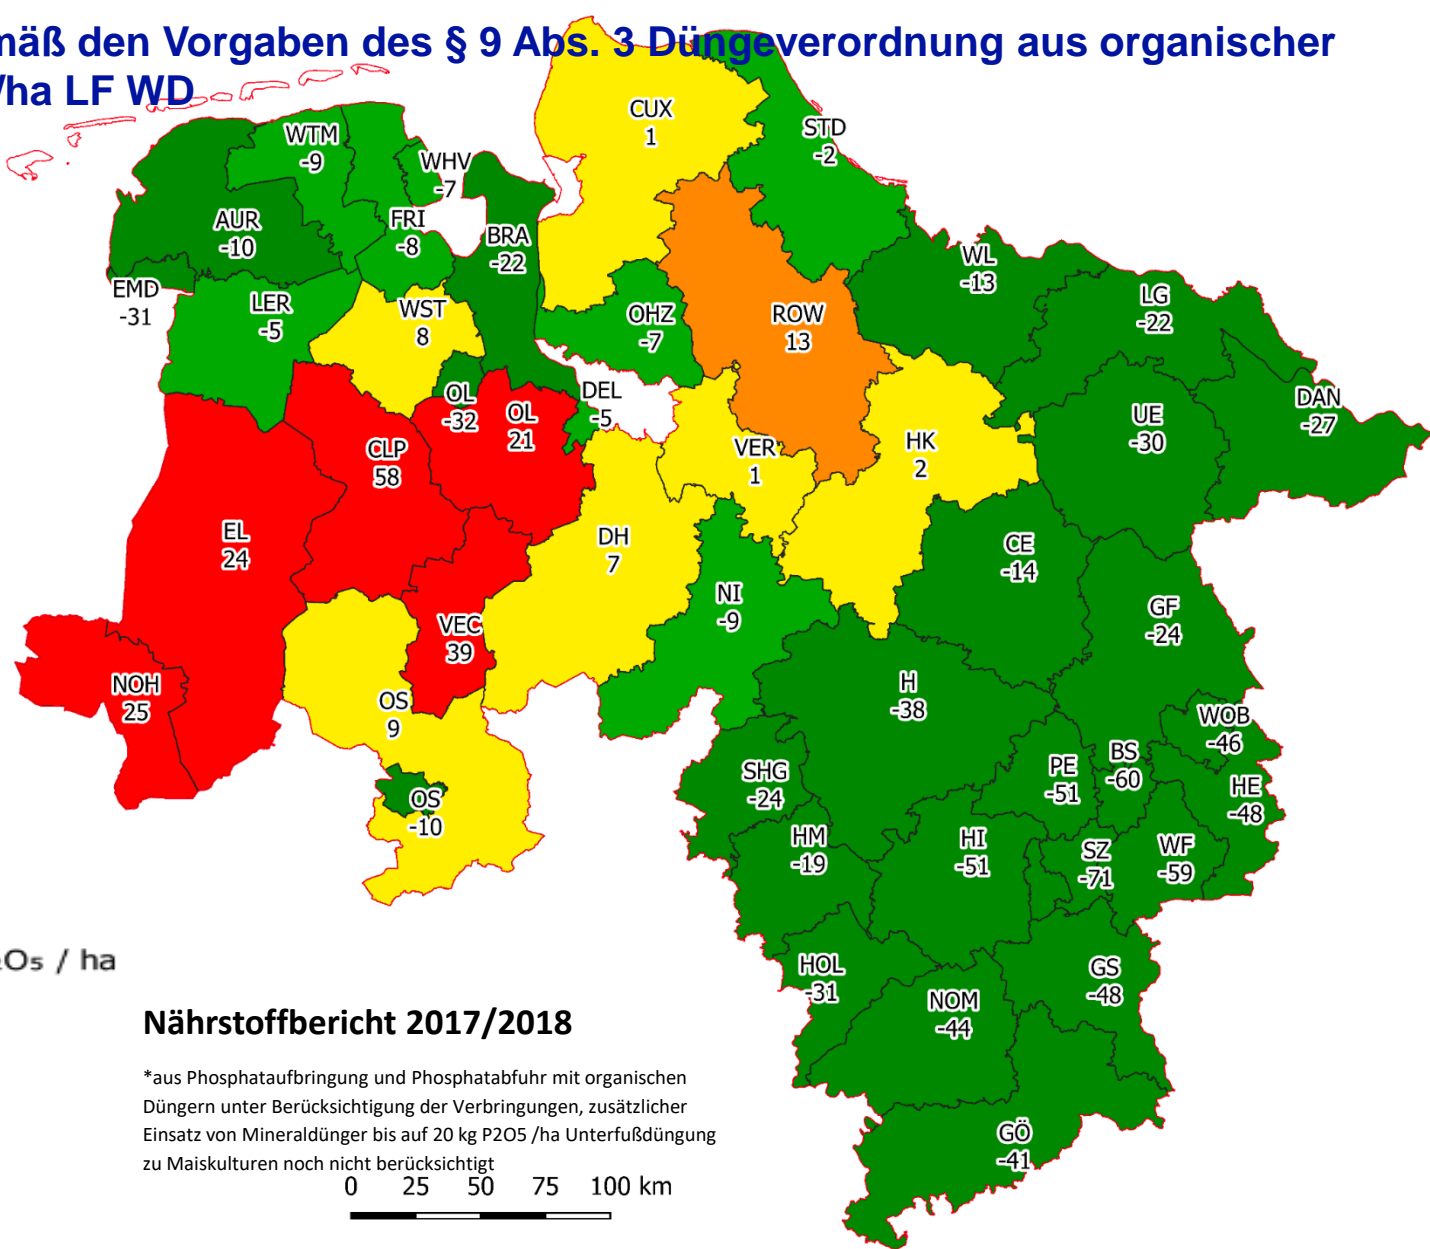 mäß den Vorgaben des § 9 Abs. 3 Düngeverordnung aus organischer
/ha LF WD
CUX
1
STD
-2
WTM
-9
WHV
-7
AUR
-10
FRI
-8
BRA
-22
WL
-13
EMD
-31
LER
-5
WST
8
OHZ
-7
ROW
13
LG
-22
OL
-32
OL
21
DEL
-5
DAN
-27
UE
-30
CLP
58
VER
1
HK
2
EL
24
DH
7
CE
-14
NI
-9
GF
-24
VEC
39
NOH
25
OS
9
H
-38
WOB
-46
SHG
-24
PE
-51
BS
-60
HE
-48
OS
-10
HM
-19
HI
-51
SZ
-71
WF
-59
HOL
-31
GS
-48
NOM
-44
GÖ
-41
O5 / ha
Nährstoffbericht 2017/2018
*aus Phosphataufbringung und Phosphatabfuhr mit organischen
Düngern unter Berücksichtigung der Verbringungen, zusätzlicher
Einsatz von Mineraldünger bis auf 20 kg P2O5 /ha Unterfußdüngung
zu Maiskulturen noch nicht berücksichtigt
0 25 50 75 100 km